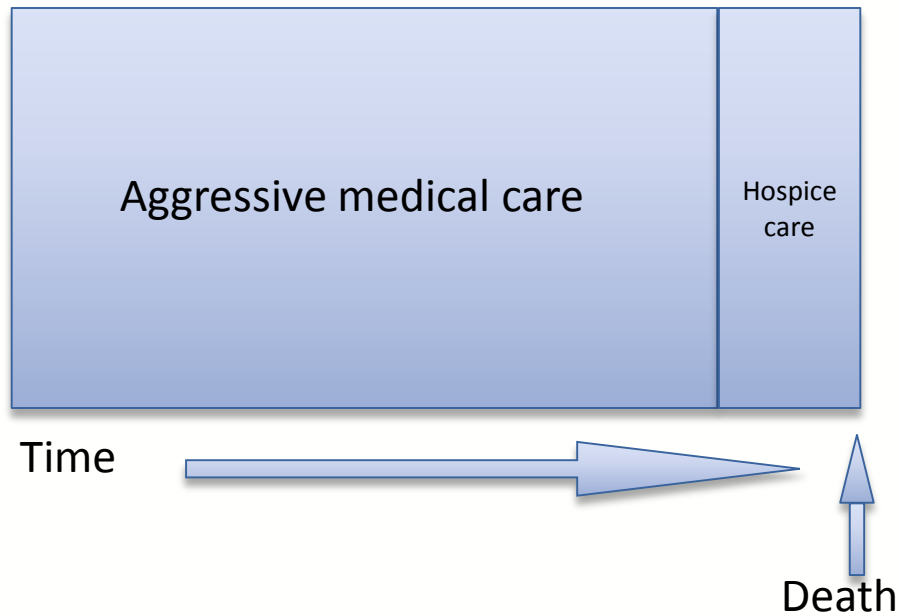 Aggressive medical care
Hospice
care
Time
Death